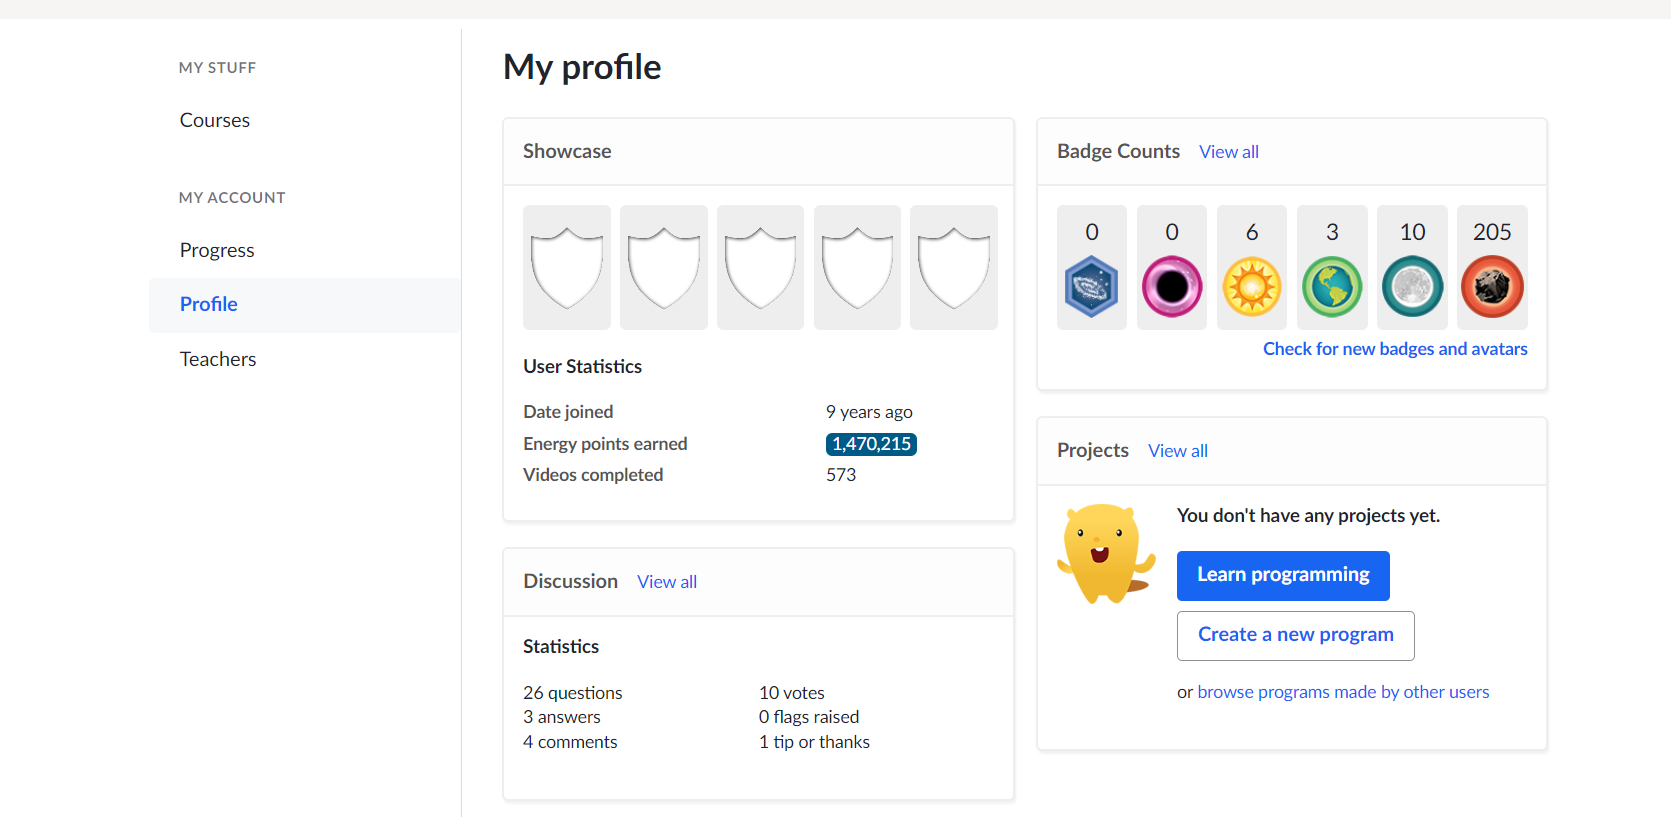 MY STUFF
Courses
MY ACCOUNT
Progress
Profile
Teachers
My profile
Showcase
User Statistics
Date joined 9 years ago
Energy points earned 1,470,215
Videos completed 573
Discussion View all
Statistics
26 questions 10 votes
3 answers 0 flags raised
4 comments 1 tip or thanks
Badge Counts View all
0 0 6 3 10 205
Check for new badges and avatars
Projects View all
You don't have any projects yet.
Learn programming
Create a new program
or browse programs made by other users